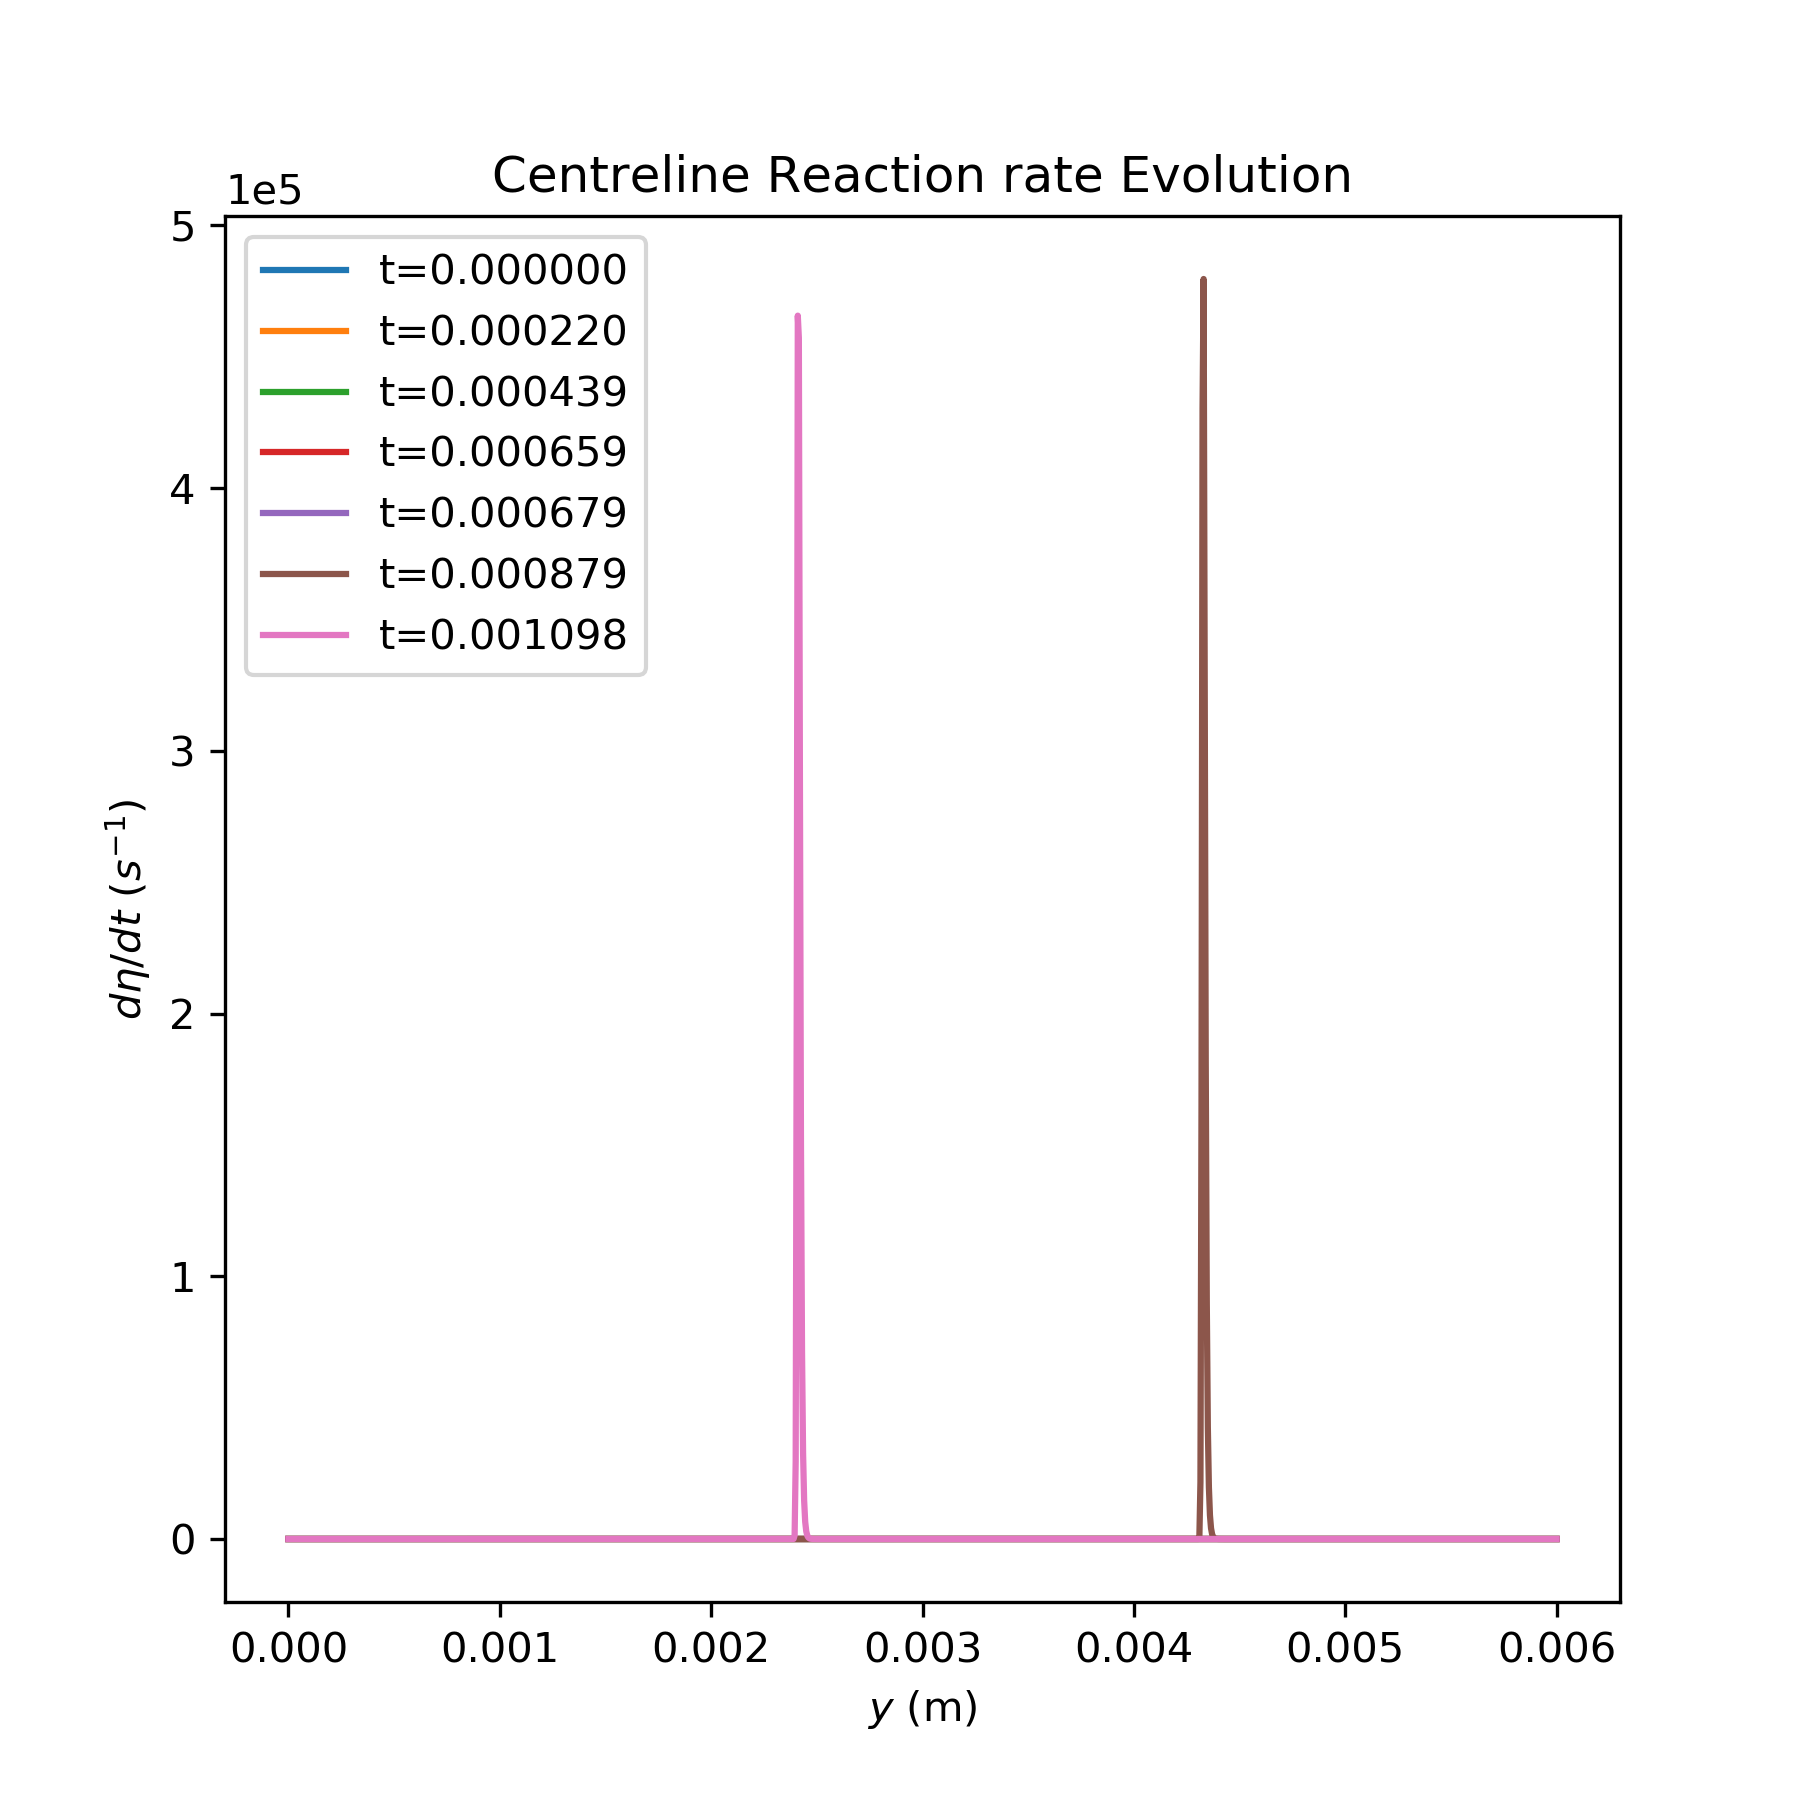 Centreline Reaction rate Evolution
1e5
5
4
3
2
1
0
dη/dt (s⁻¹)
t=0.000000
t=0.000220
t=0.000439
t=0.000659
t=0.000679
t=0.000879
t=0.001098
0.000 0.001 0.002 0.003 0.004 0.005 0.006
y (m)